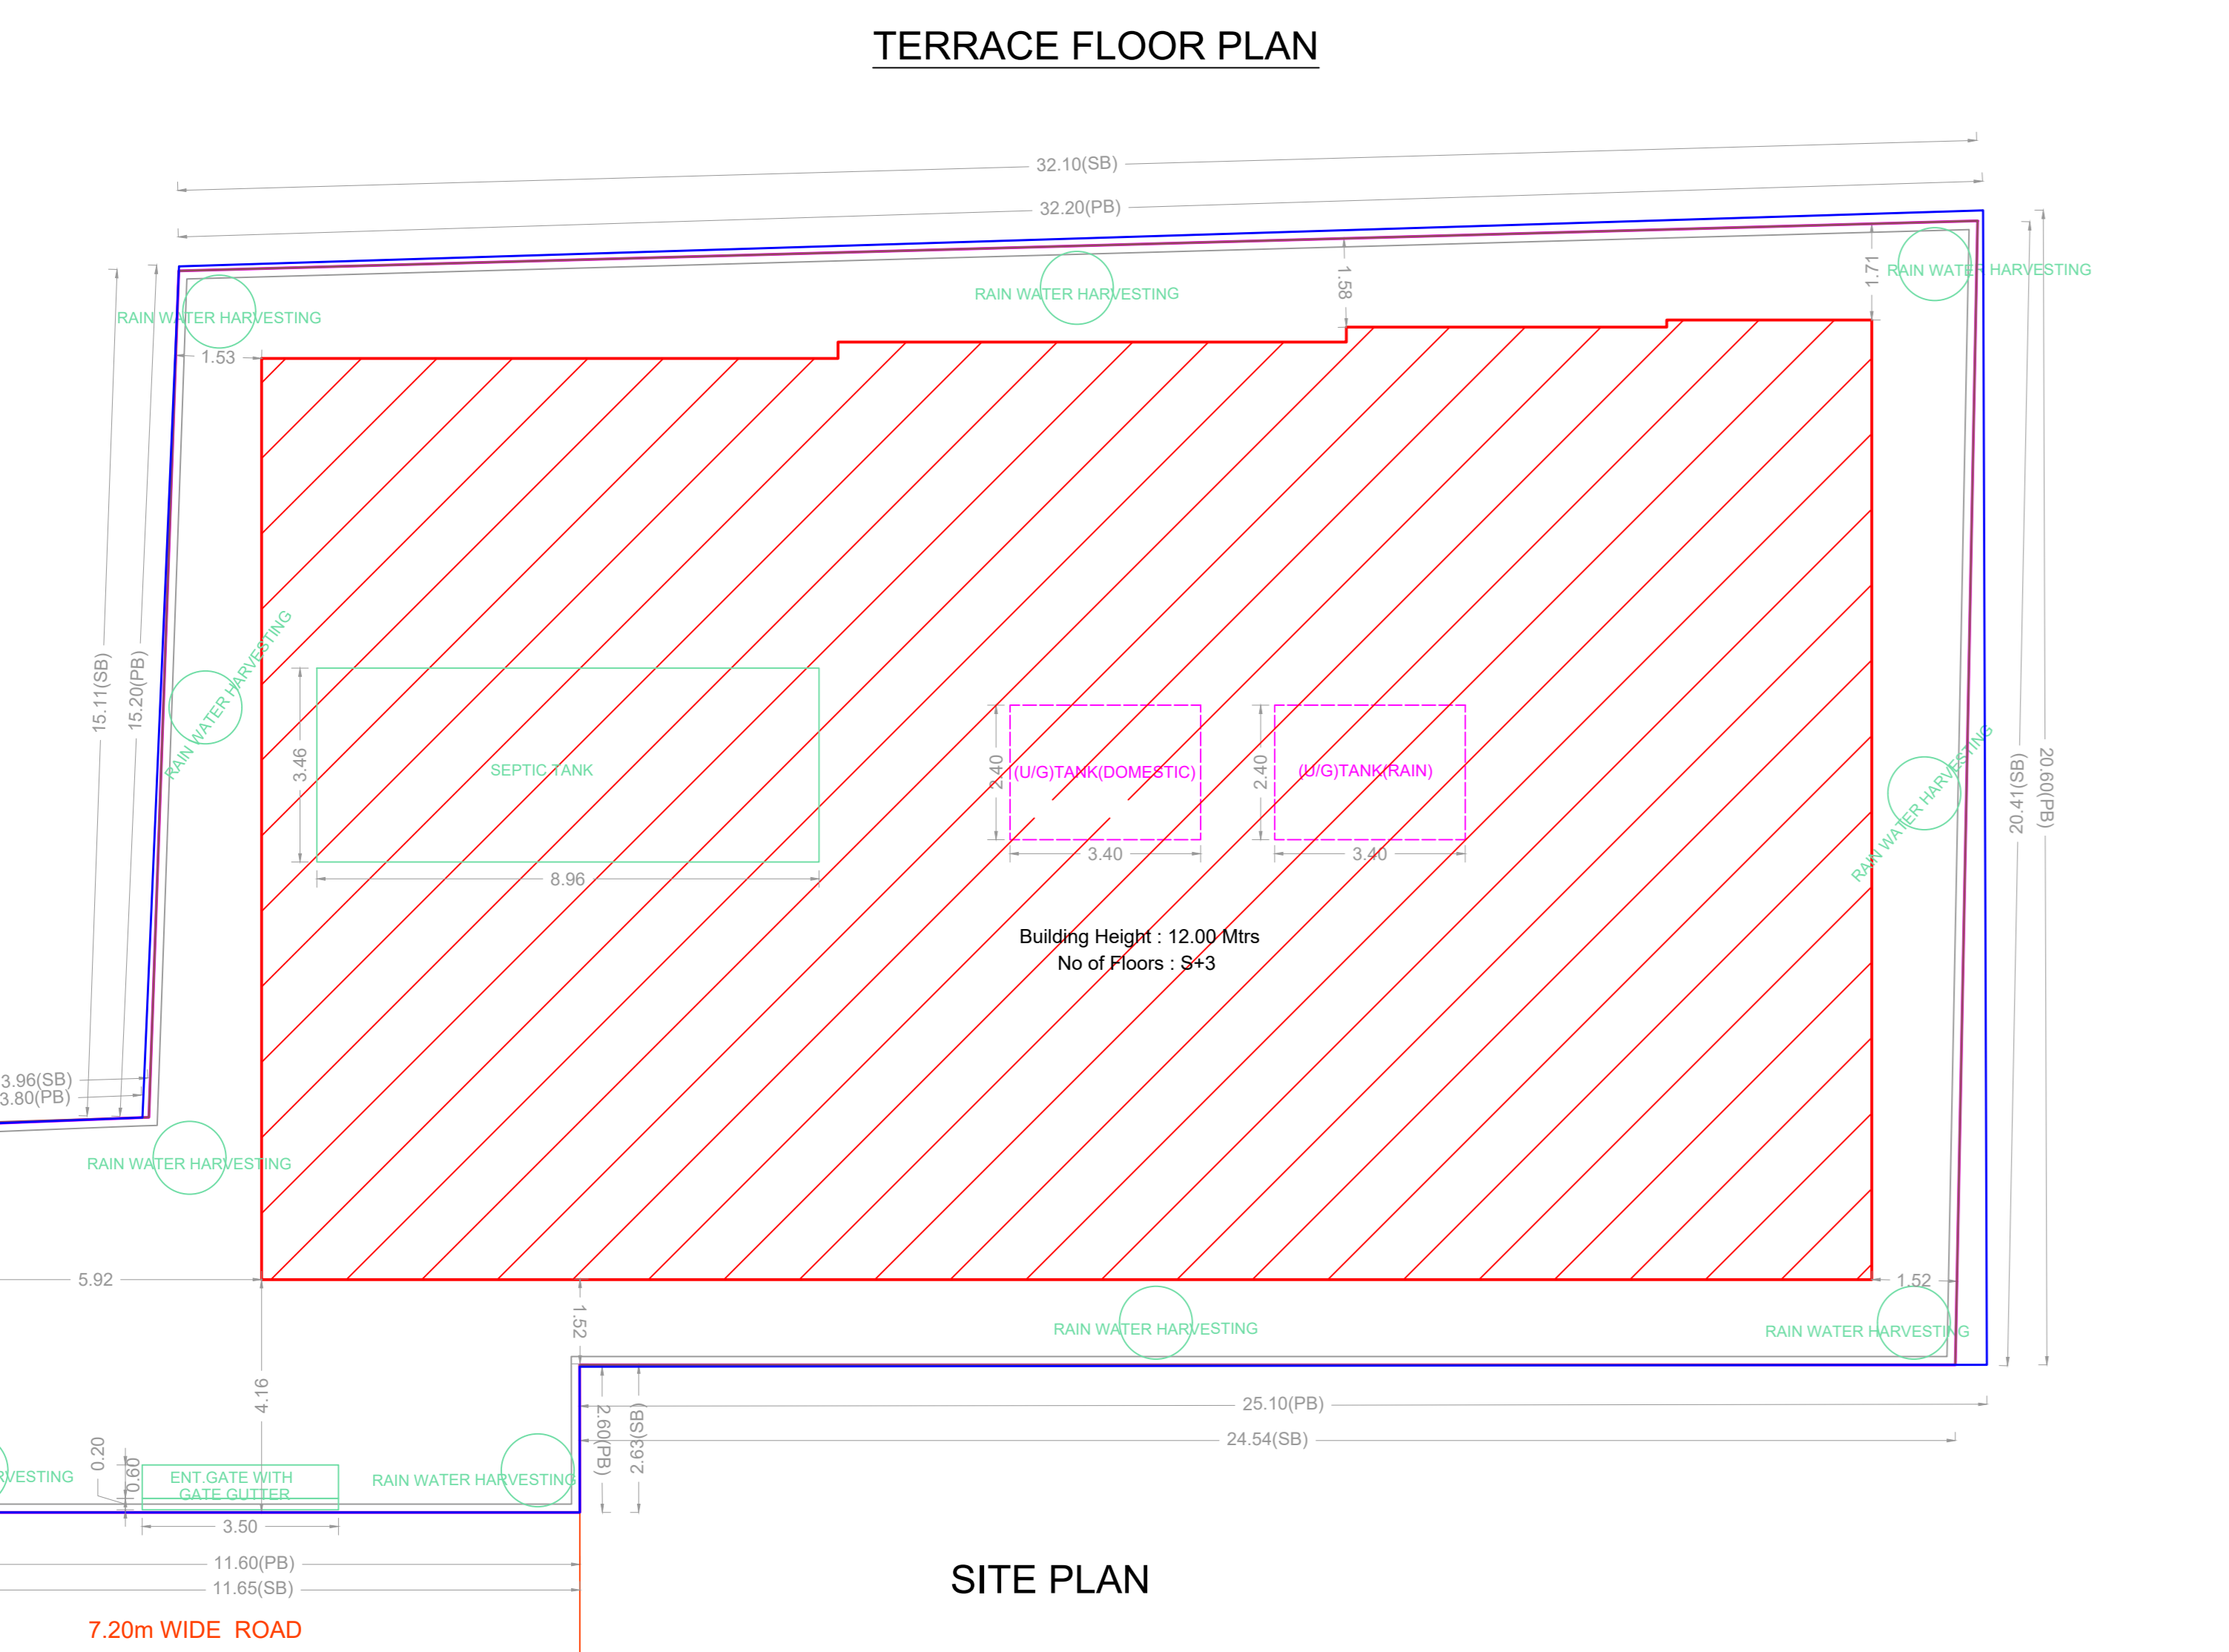 TERRACE FLOOR PLAN
32.10(SB)
32.20(PB)
1.58
1.71
RAIN WATER HARVESTING
RAIN WATER HARVESTING
RAIN WATER HARVESTING
1.53
15.11(SB)
15.20(PB)
RAIN WATER HARVESTING
3.46
SEPTIC TANK
8.96
2.40
(U/G)TANK(DOMESTIC)
3.40
2.40
(U/G)TANK(RAIN)
3.40
RAIN WATER HARVESTING
20.41(SB)
20.60(PB)
Building Height : 12.00 Mtrs
No of Floors : S+3
3.96(SB)
3.80(PB)
RAIN WATER HARVESTING
5.92
1.52
1.52
RAIN WATER HARVESTING
RAIN WATER HARVESTING
4.16
2.60(PB)
2.63(SB)
25.10(PB)
24.54(SB)
0.20
0.60
RVESTING
ENT.GATE WITH
GATE GUTTER
RAIN WATER HARVESTING
3.50
11.60(PB)
11.65(SB)
SITE PLAN
7.20m WIDE ROAD